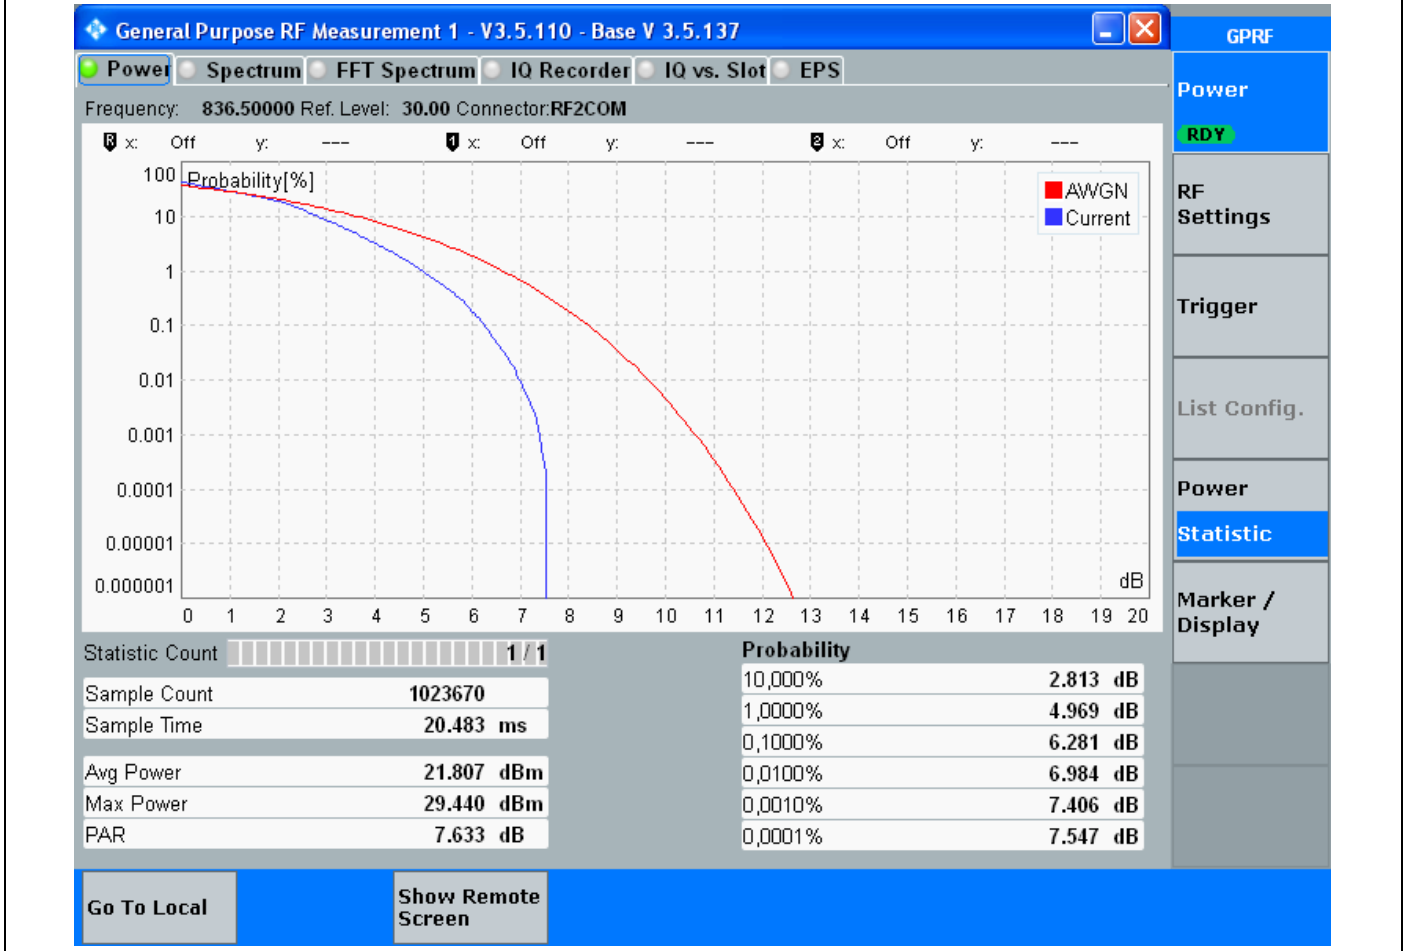 General Purpose RF Measurement 1 - V3.5.110 - Base V 3.5.137
GPRF
Power Spectrum FFT Spectrum IQ Recorder IQ vs. Slot EPS
Frequency: 836.50000 Ref. Level: 30.00 Connector:RF2COM
R x: Off y: --- 1 x: Off y: --- 2 x: Off y: ---
Probability[%]
AWGN
Current
100
10
1
0.1
0.01
0.001
0.0001
0.00001
0.000001
dB
0 1 2 3 4 5 6 7 8 9 10 11 12 13 14 15 16 17 18 19 20
Statistic Count 1 / 1
Sample Count 1023670
Sample Time 20.483 ms
Avg Power 21.807 dBm
Max Power 29.440 dBm
PAR 7.633 dB
Probability
10,000% 2.813 dB
1,0000% 4.969 dB
0,1000% 6.281 dB
0,0100% 6.984 dB
0,0010% 7.406 dB
0,0001% 7.547 dB
Power
RDY
RF
Settings
Trigger
List Config.
Power
Statistic
Marker /
Display
Go To Local
Show Remote
Screen